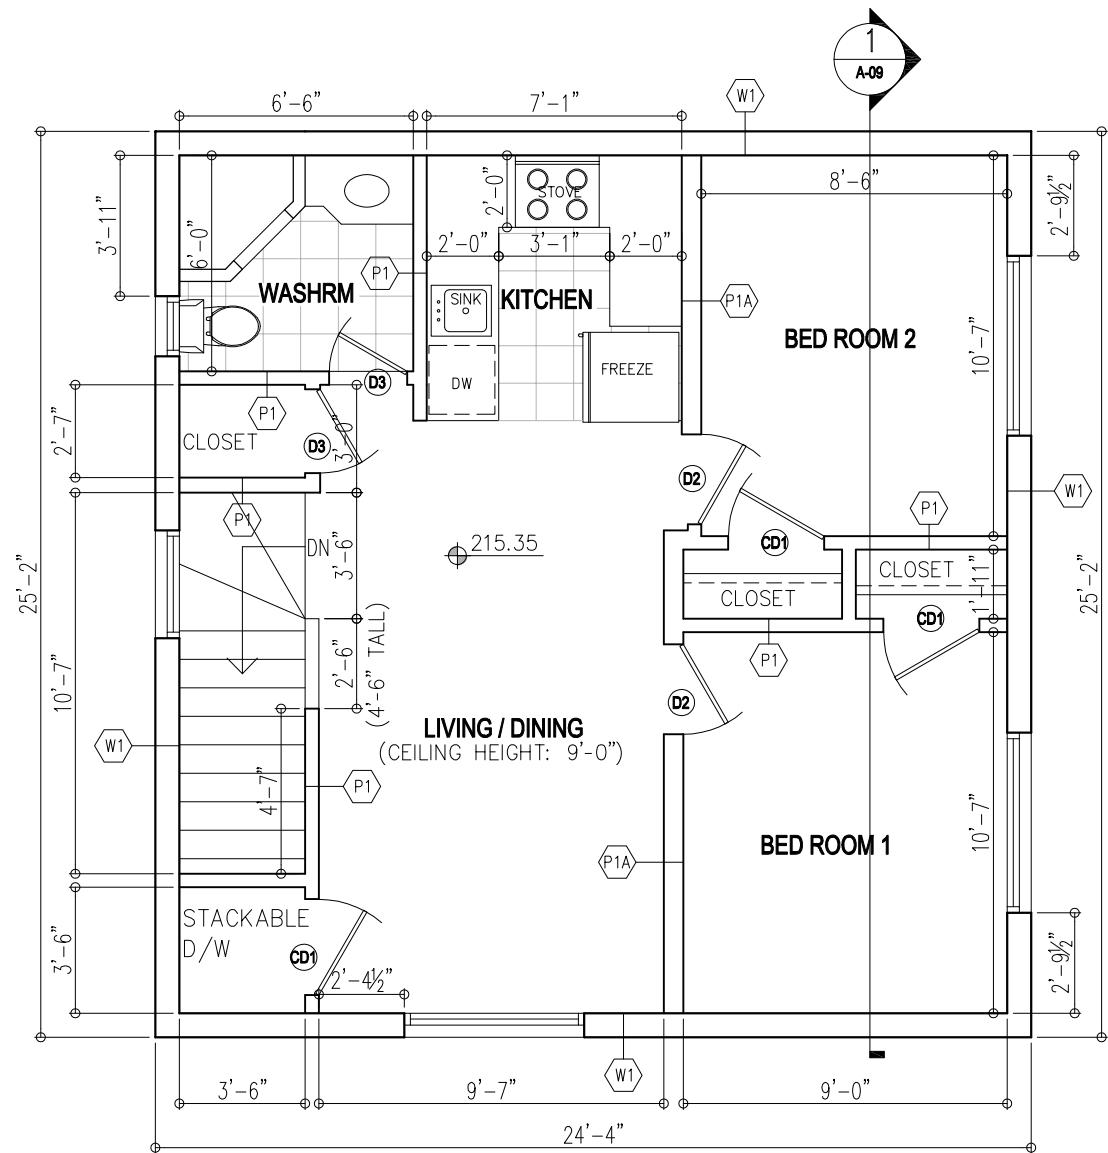 1
A-09
6'-6"
7'-1"
W1
3'-11"
6'-0"
2'-0"
STOVE
8'-6"
2'-9½"
2'-0"
3'-1"
2'-0"
P1
WASHRM
SINK
KITCHEN
P1A
BED ROOM 2
10'-7"
DW
FREEZE
D3
P1
2'-7"
CLOSET
D3
3'-0"
D2
W1
P1
P1
DN
3'-6"
215.35
CD1
CLOSET
1'-11"
25'-2"
25'-2"
CLOSET
CD1
2'-6"
(4'-6" TALL)
P1
10'-7"
D2
LIVING / DINING
(CEILING HEIGHT: 9'-0")
W1
4'-7"
P1
10'-7"
BED ROOM 1
P1A
STACKABLE
D/W
CD1
3'-6"
2'-4½"
2'-9½"
W1
3'-6"
9'-7"
9'-0"
24'-4"